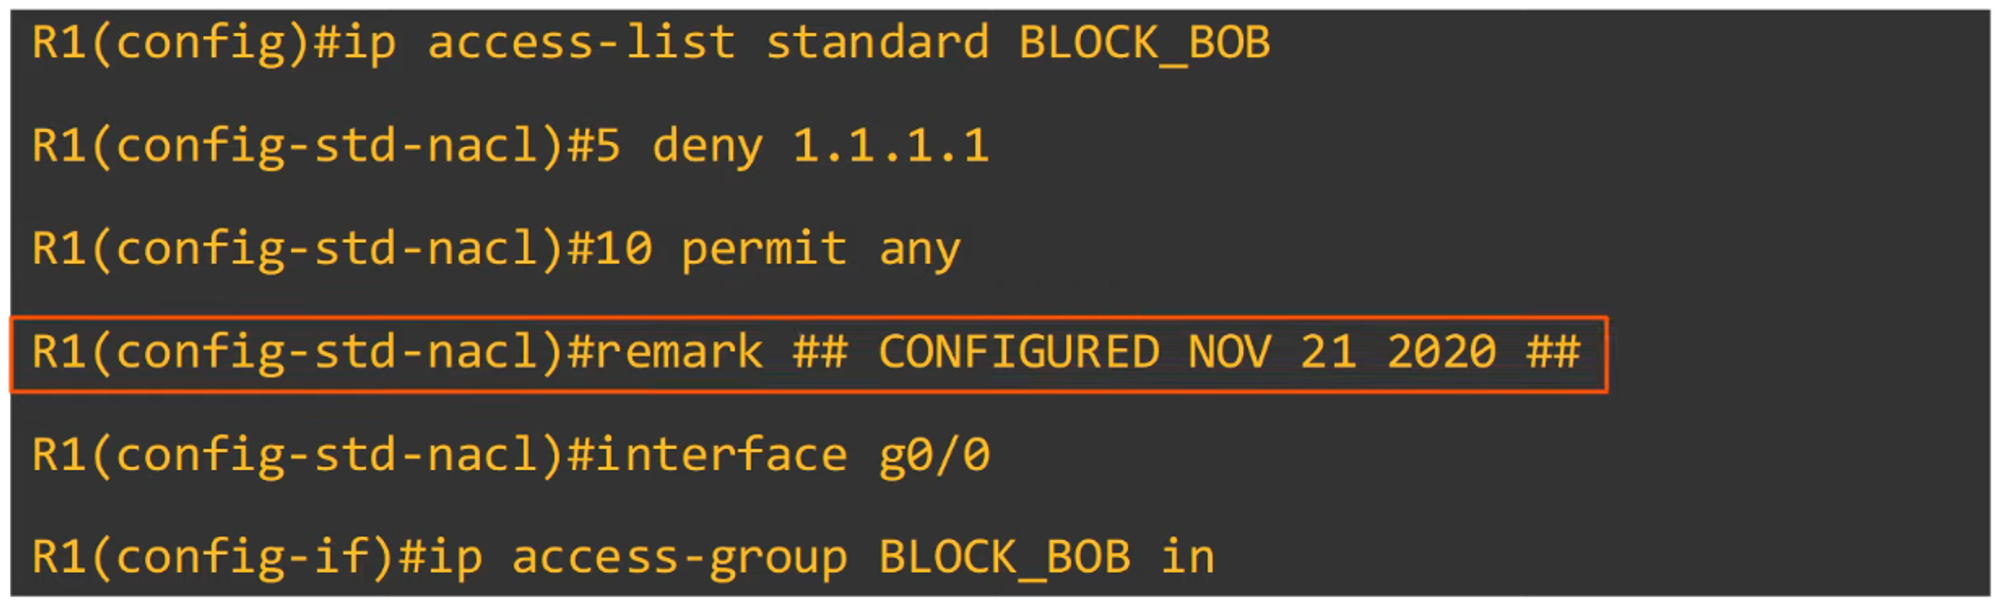 R1(config)#ip access-list standard BLOCK_BOB
R1(config-std-nacl)#5 deny 1.1.1.1
R1(config-std-nacl)#10 permit any
R1(config-std-nacl)#remark ## CONFIGURED NOV 21 2020 ##
R1(config-std-nacl)#interface g0/0
R1(config-if)#ip access-group BLOCK_BOB in